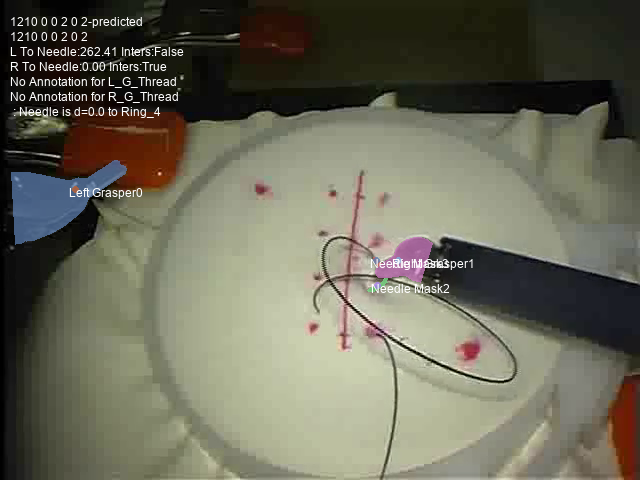 1210 0 0 2 0 2-predicted
1210 0 0 2 0 2
L To Needle:262.41 Inters:False
R To Needle:0.00 Inters:True
No Annotation for L_G_Thread
No Annotation for R_G_Thread
: Needle is d=0.0 to Ring_4
Left Grasper0
Needle Mask2